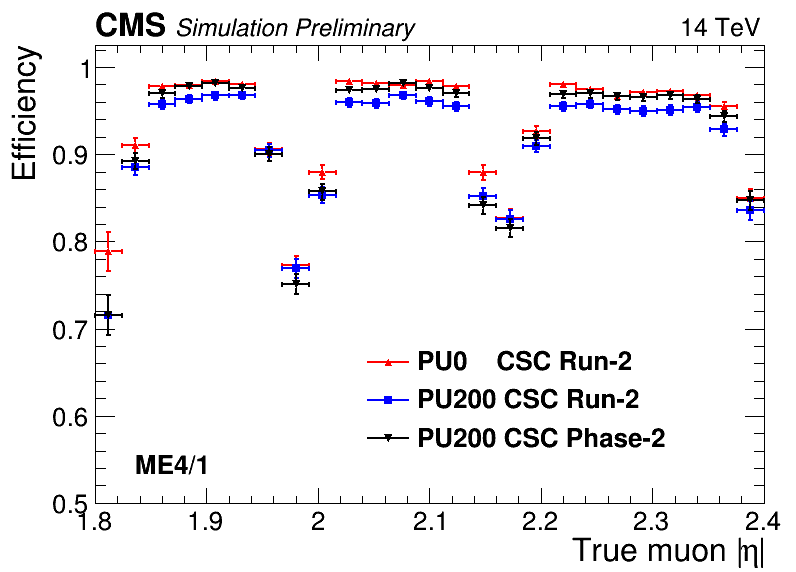 CMS Simulation Preliminary 14 TeV
Efficiency
1
0.9
0.8
0.7
0.6
0.5
PU0 CSC Run-2
PU200 CSC Run-2
PU200 CSC Phase-2
ME4/1
1.8 1.9 2 2.1 2.2 2.3 2.4
True muon |η|